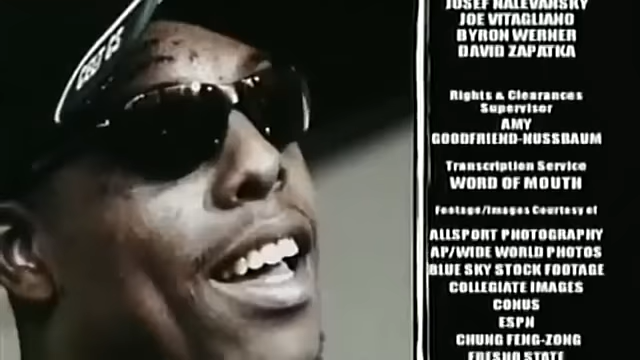 JOSEF NALEVANSKY
JOE VITAGLIANO
BYRON WERNER
DAVID ZAPATKA
Rights & Clearances
Supervisor
AMY
GOODFRIEND-NUSSBAUM
Transcription Service
WORD OF MOUTH
Footage/Images Courtesy of
ALLSPORT PHOTOGRAPHY
AP/WIDE WORLD PHOTOS
BLUE SKY STOCK FOOTAGE
COLLEGIATE IMAGES
CONUS
ESPN
CHUNG FENG-ZONG
FRESNO STATE